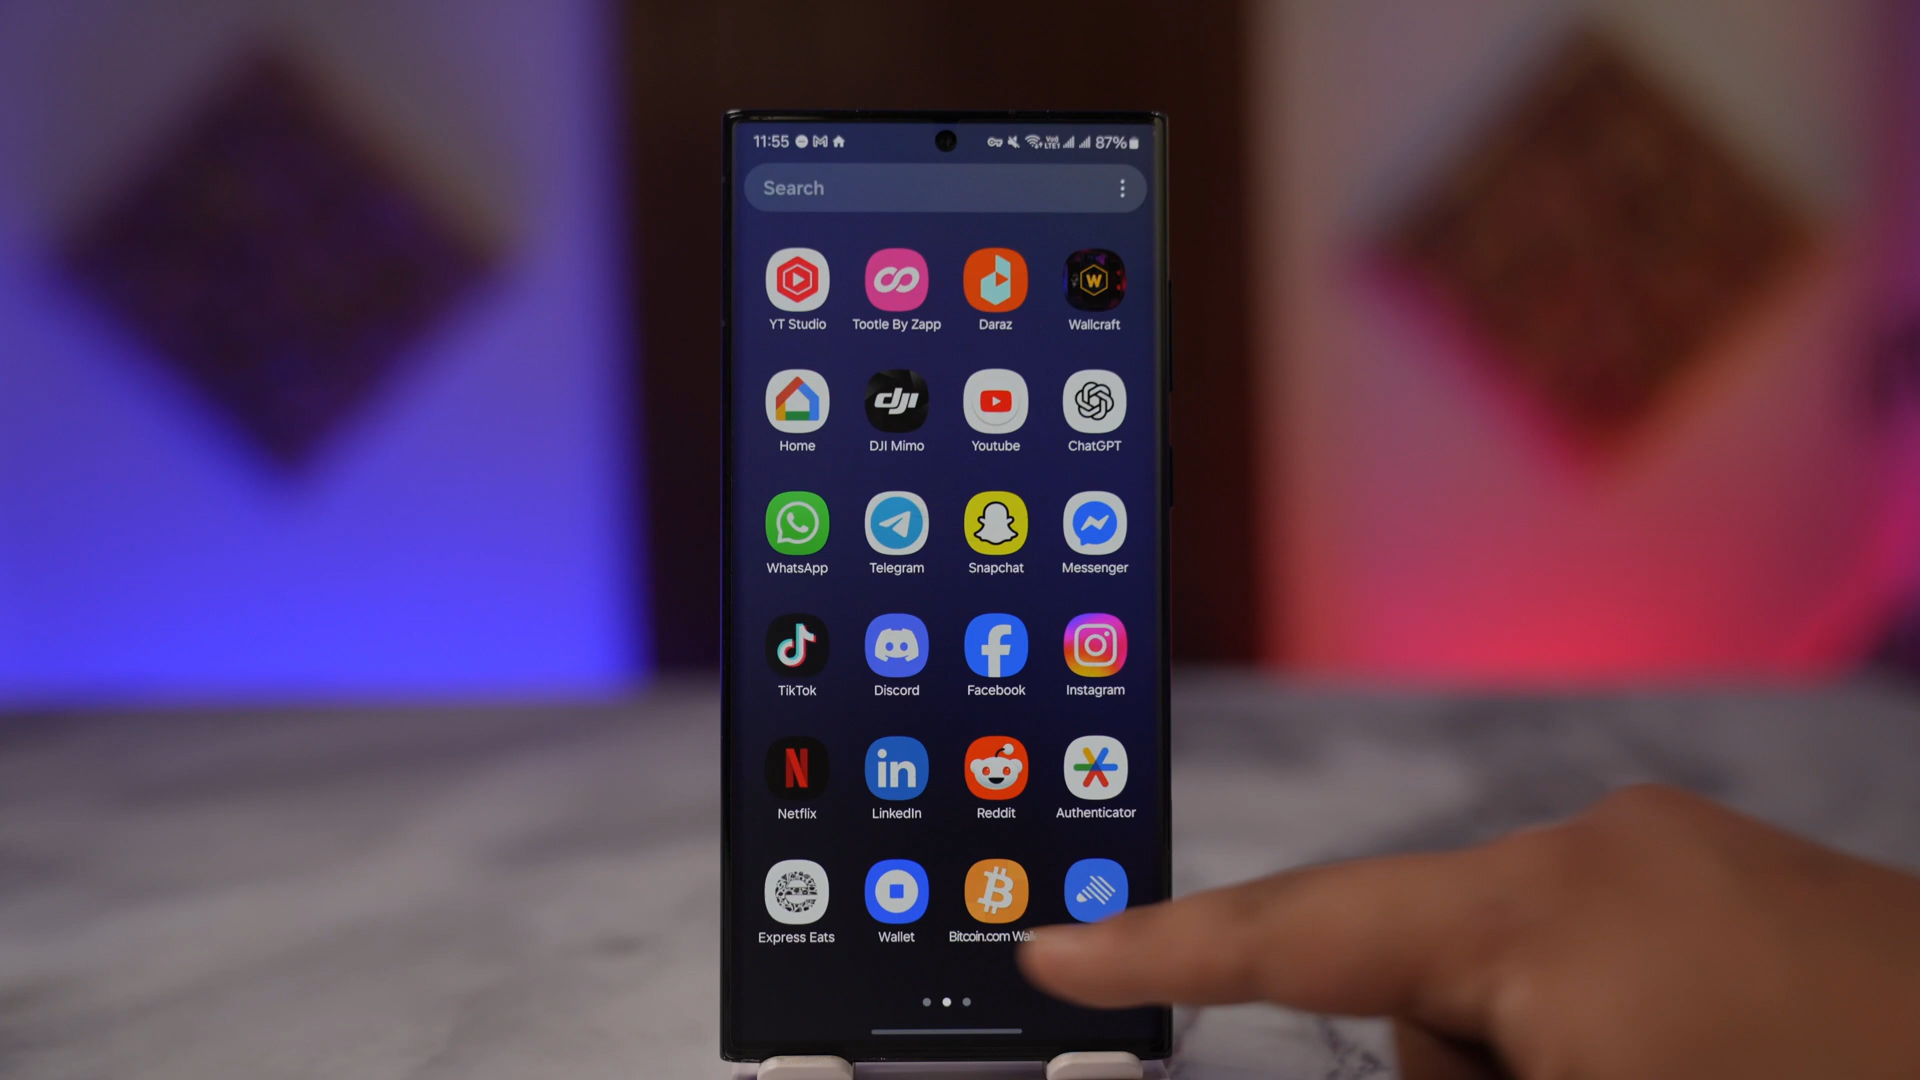 11:55 87%
Search
YT Studio Tootle By Zapp Daraz Wallcraft
Home DJI Mimo Youtube ChatGPT
WhatsApp Telegram Snapchat Messenger
TikTok Discord Facebook Instagram
Netflix LinkedIn Reddit Authenticator
Express Eats Wallet Bitcoin.com